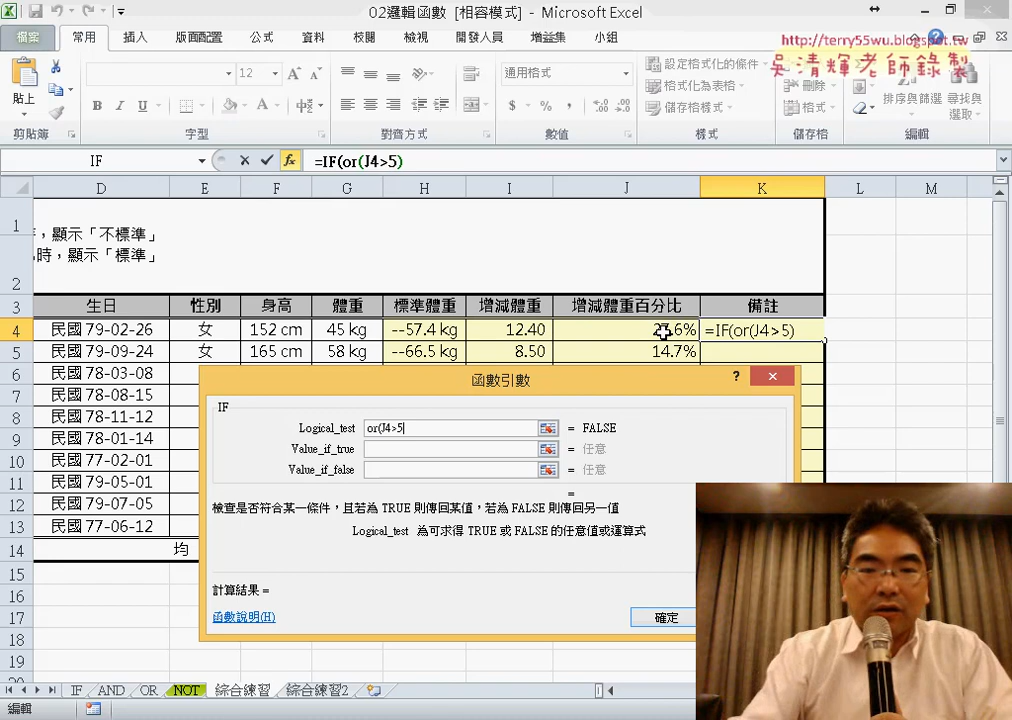 02邏輯函數 [相容模式] - Microsoft Excel
檔案 常用 插入 版面配置 公式 資料 校閱 檢視 開發人員 增益集 小組
http://terry55wu.blogspot.tw
吳清輝老師錄製
貼上 12 通用格式 設定格式化的條件 格式化為表格 儲存格樣式 刪除 格式 排序與篩選 尋找與選取
剪貼簿 字型 對齊方式 數值 樣式 儲存格 編輯
IF =IF(or(J4>5)
D E F G H I J K L M
1 ,顯示「不標準」
2 時,顯示「標準」
3 生日 性別 身高 體重 標準體重 增減體重 增減體重百分比 備註
4 民國 79-02-26 女 152 cm 45 kg --57.4 kg 12.40 =IF(or(J4>5)
5 民國 79-09-24 女 165 cm 58 kg --66.5 kg 8.50 14.7%
6 民國 78-03-08
7 民國 78-08-15
8 民國 78-11-12
9 民國 78-01-14
10 民國 77-02-01
11 民國 79-05-01
12 民國 79-07-05
13 民國 77-06-12
14 均
15
16
17
18
19
函數引數
IF
Logical_test or(J4>5 = FALSE
Value_if_true = 任意
Value_if_false = 任意
=
檢查是否符合某一條件,且若為 TRUE 則傳回某值,若為 FALSE 則傳回另一值
Logical_test 為可求得 TRUE 或 FALSE 的任意值或運算式
計算結果 =
函數說明(H) 確定
IF AND OR NOT 綜合練習 綜合練習2
編輯